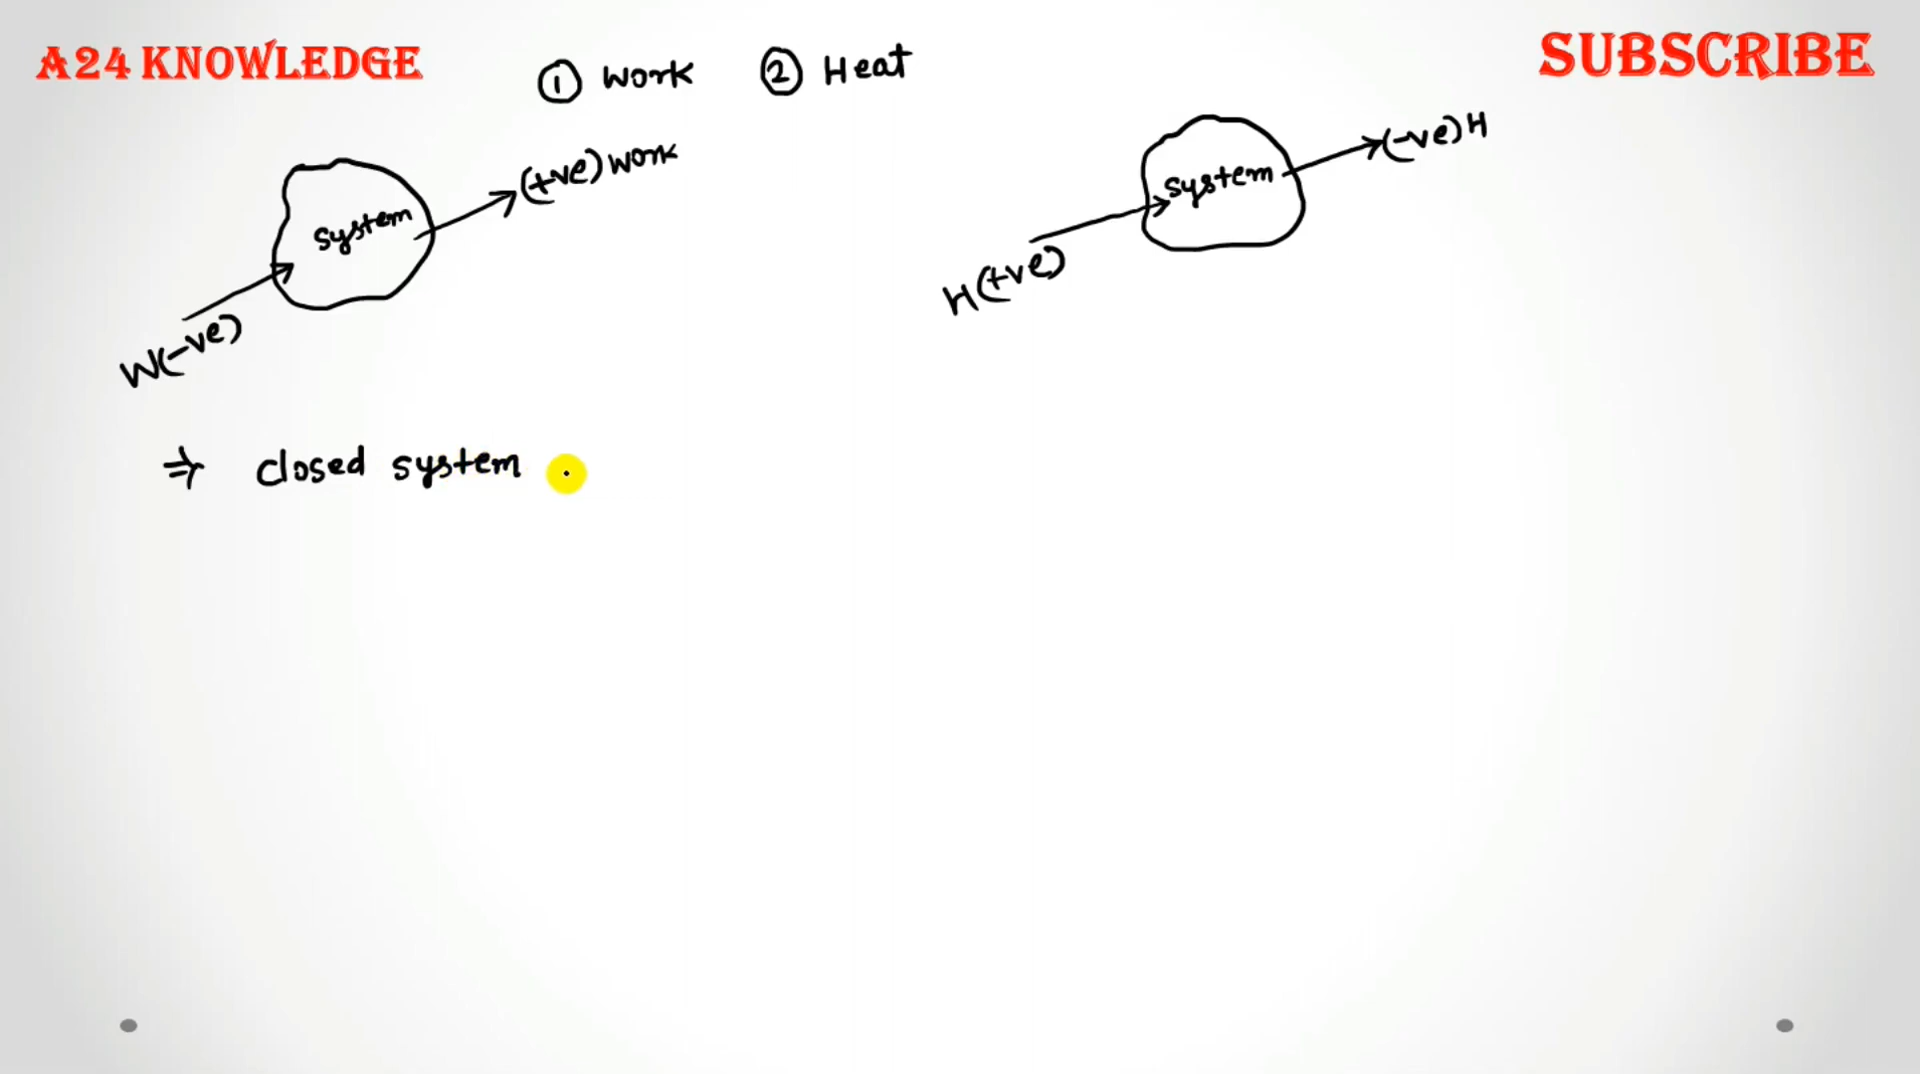 A24 KNOWLEDGE
① Work ② Heat
SUBSCRIBE
system
(+ve) work
W(-ve)
system
(-ve) H
H(+ve)
⇒ closed system